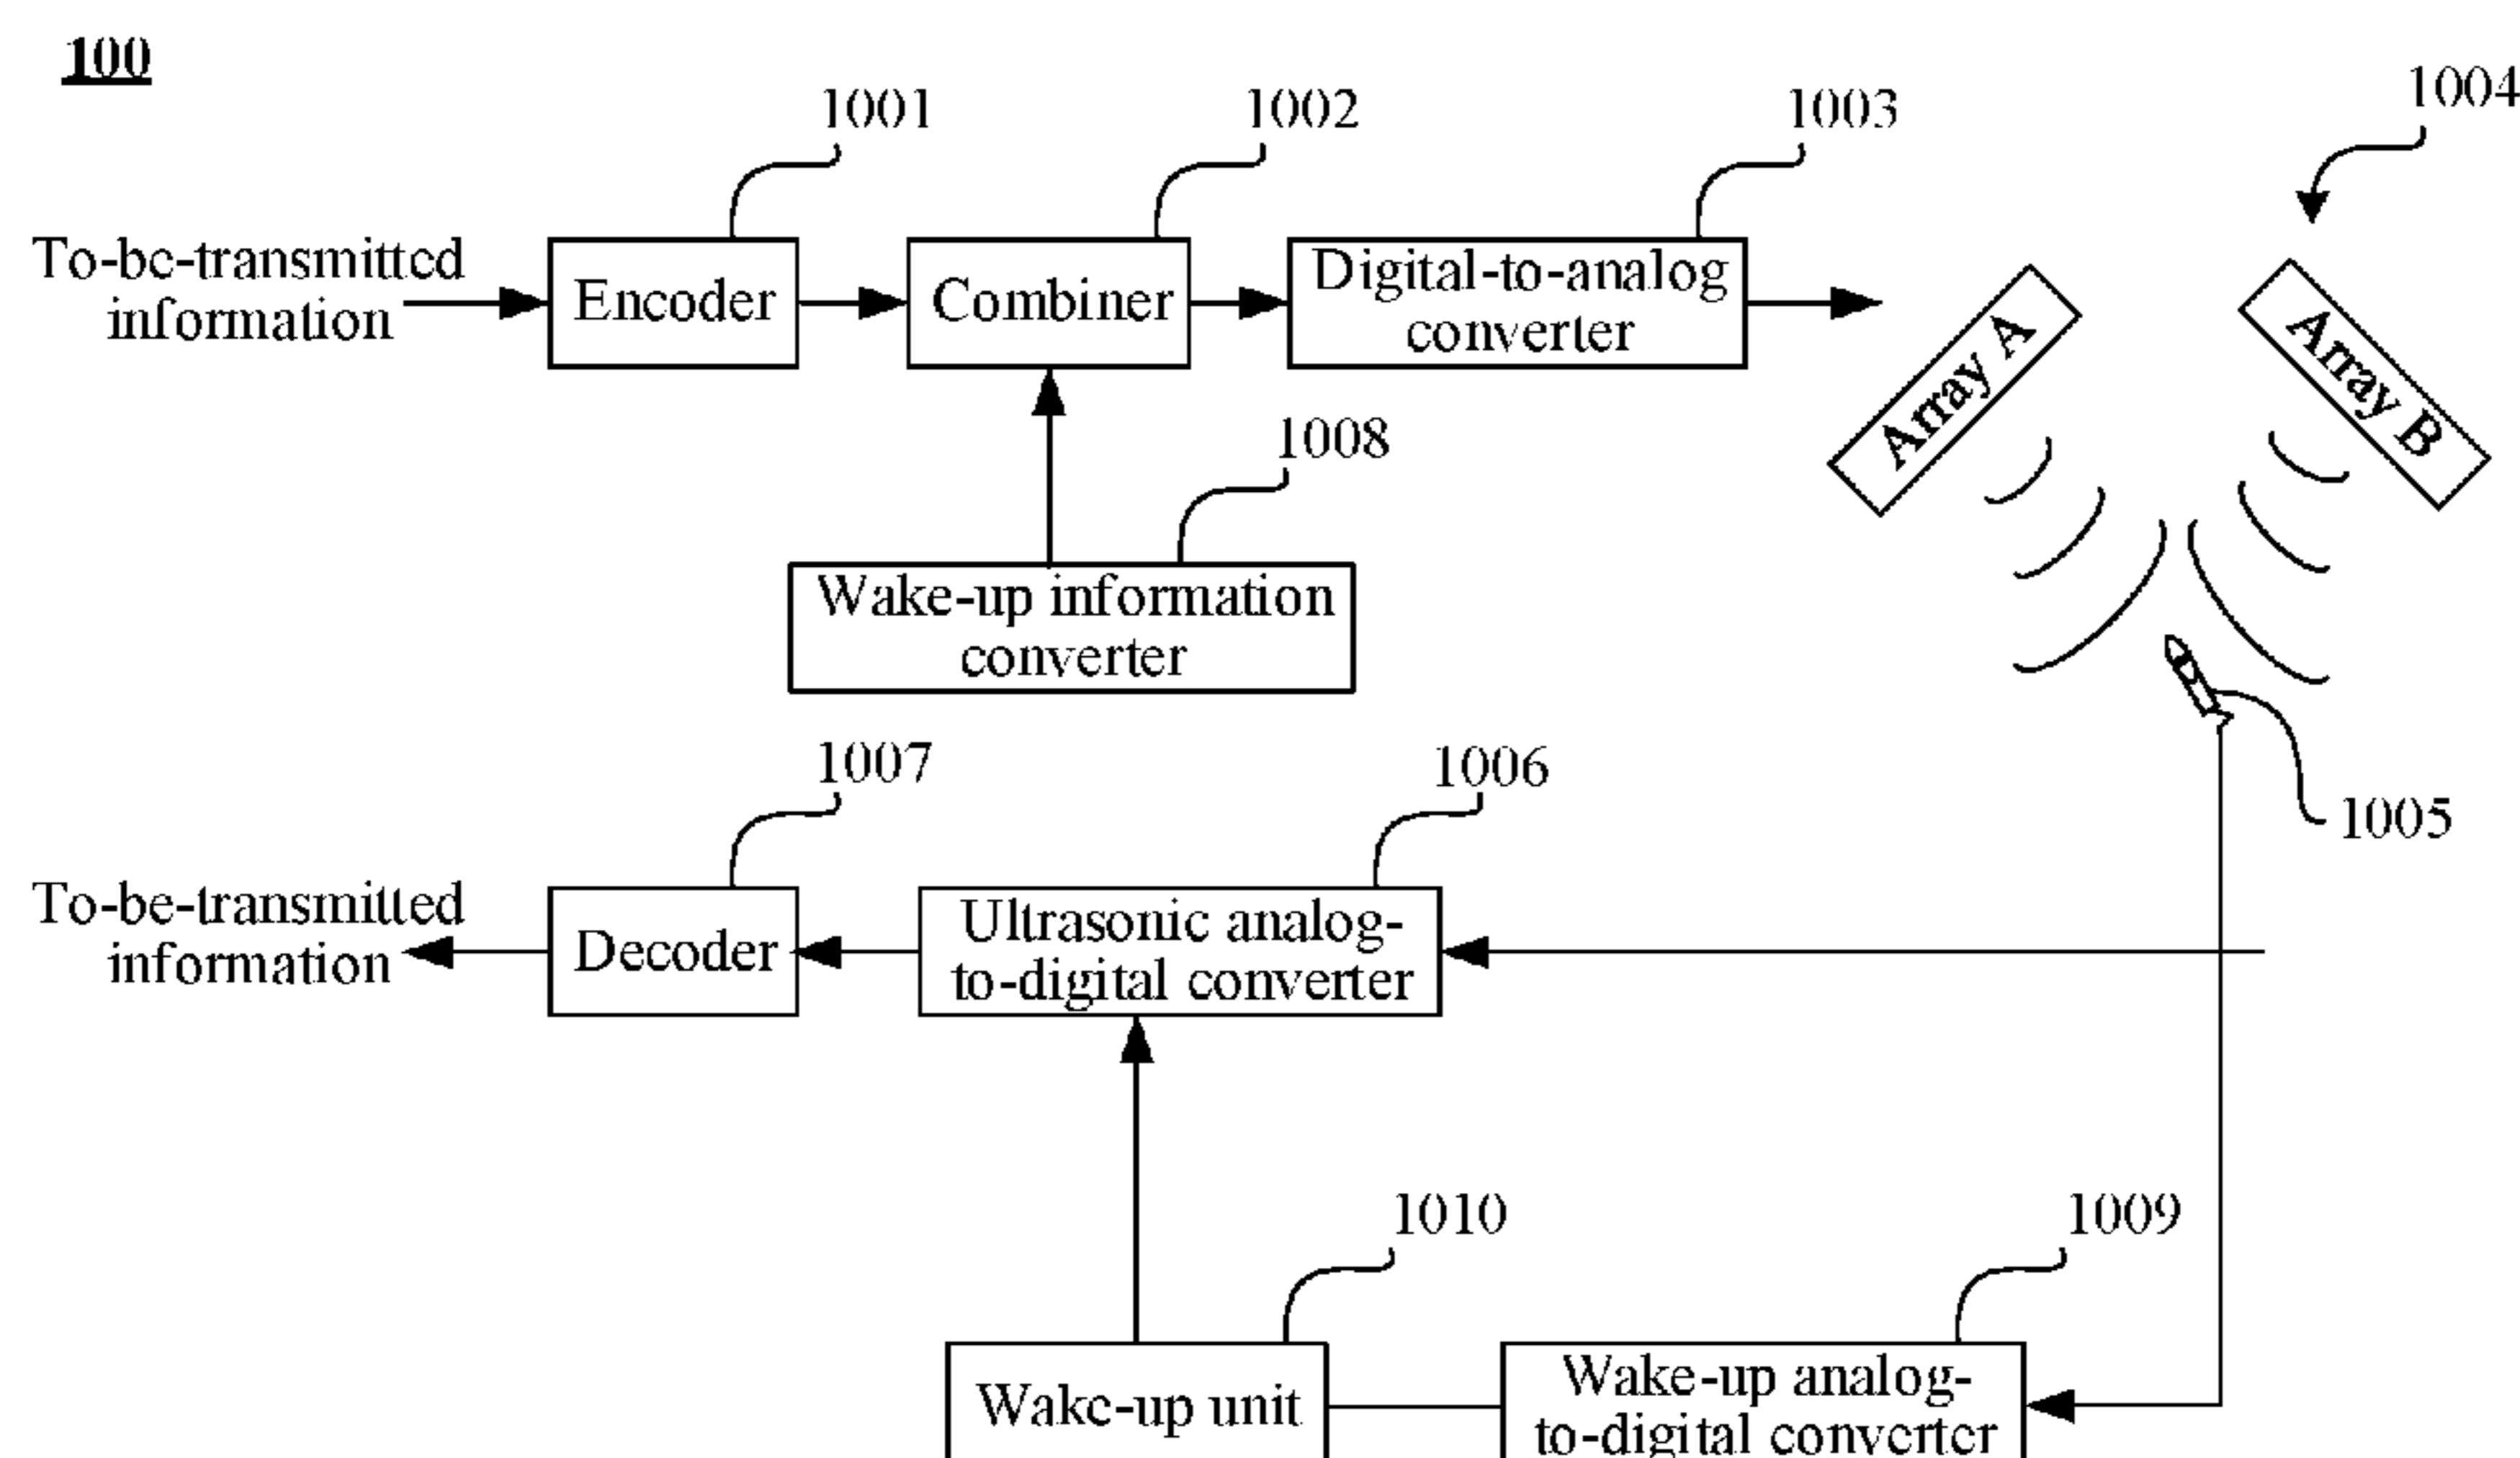 100
1001
1002
1003
1004
To-be-transmitted
information
Encoder
Combiner
Digital-to-analog
converter
Array A
Array B
1008
Wake-up information
converter
1007
1006
1005
To-be-transmitted
information
Decoder
Ultrasonic analog-
to-digital converter
1010
1009
Wake-up unit
Wake-up analog-
to-digital converter